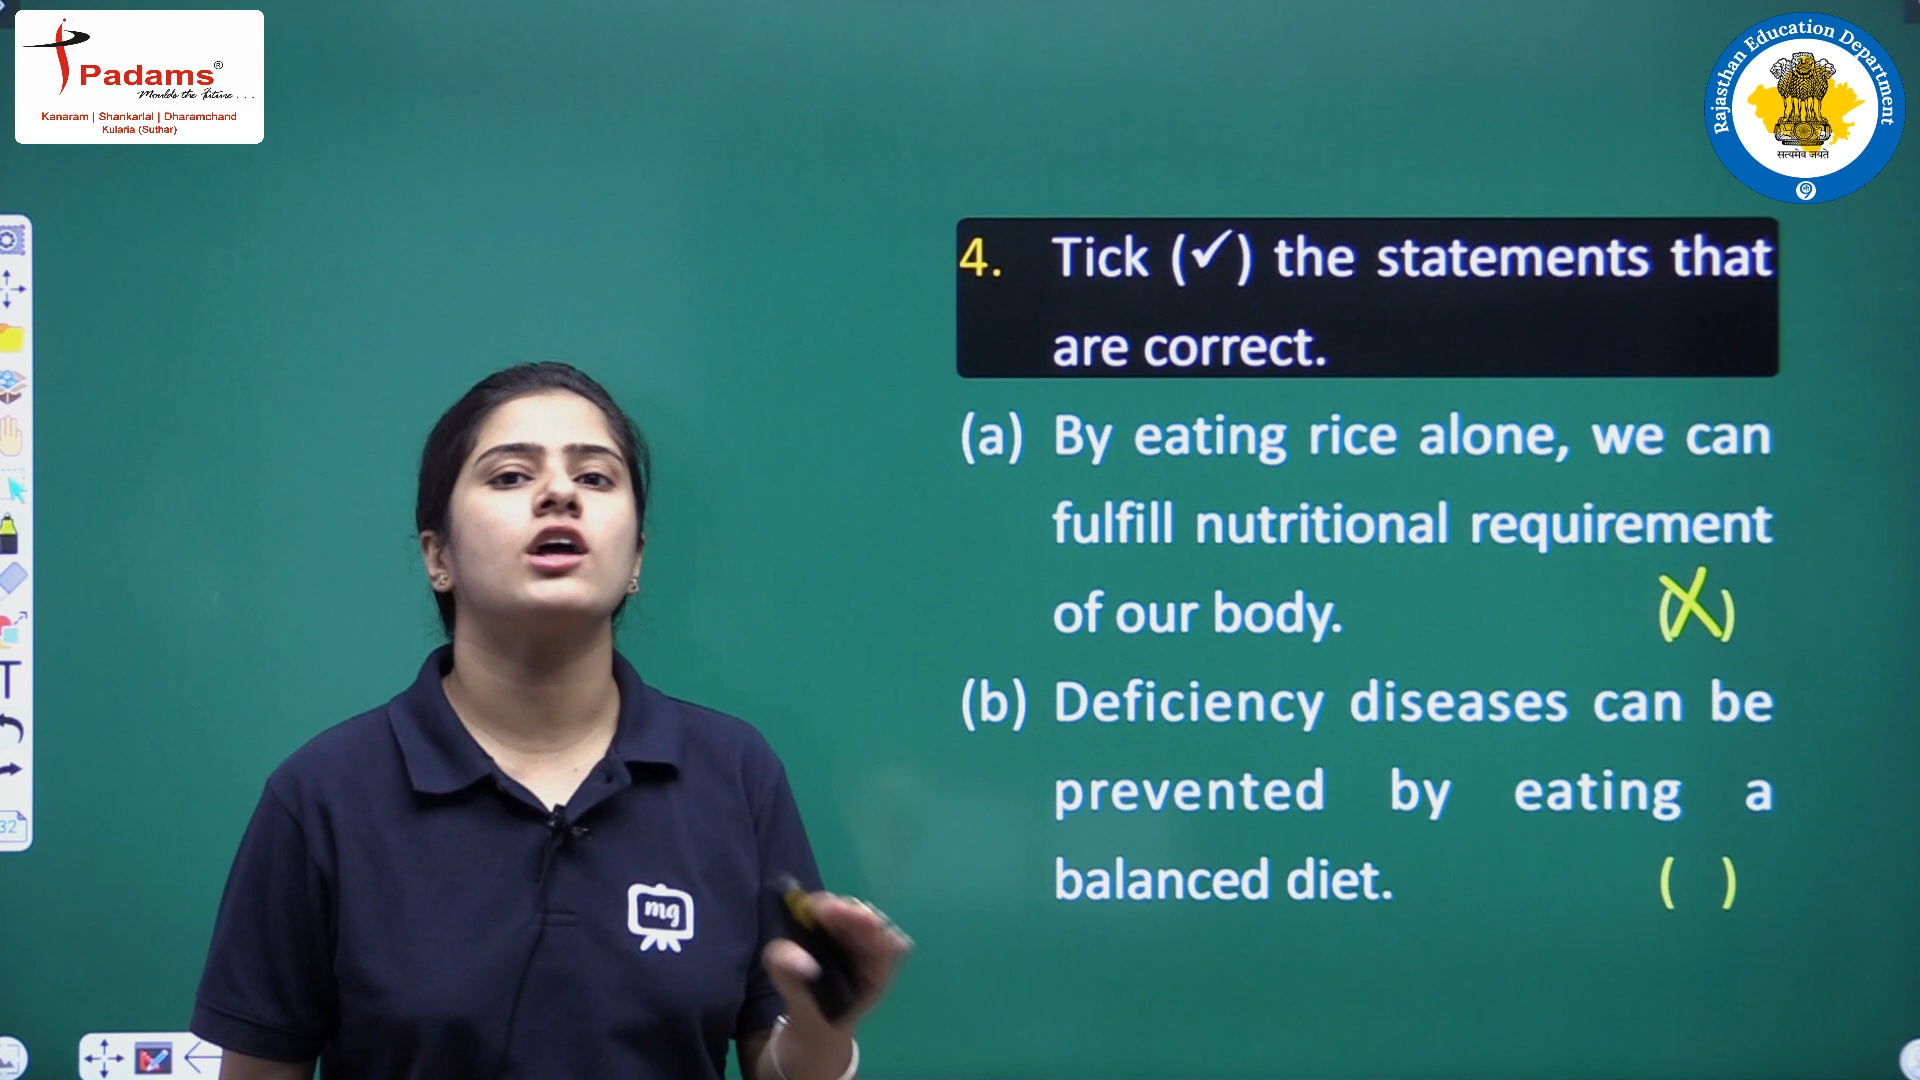 Padams®
Moulds the Future . . .
Kanaram | Shankarlal | Dharamchand
Kularia (Suthar)
Rajasthan Education Department
सत्यमेव जयते
4. Tick (✓) the statements that
are correct.
(a) By eating rice alone, we can
fulfill nutritional requirement
of our body. (X)
(b) Deficiency diseases can be
prevented by eating a
balanced diet. ( )
mg
T
32